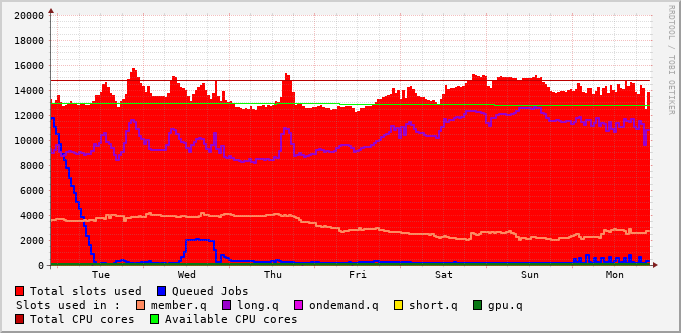 20000
18000
16000
14000
12000
10000
8000
6000
4000
2000
0
Tue Wed Thu Fri Sat Sun Mon
Total slots used Queued Jobs
Slots used in : member.q long.q ondemand.q short.q gpu.q
Total CPU cores Available CPU cores
RRDTOOL / TOBI OETIKER